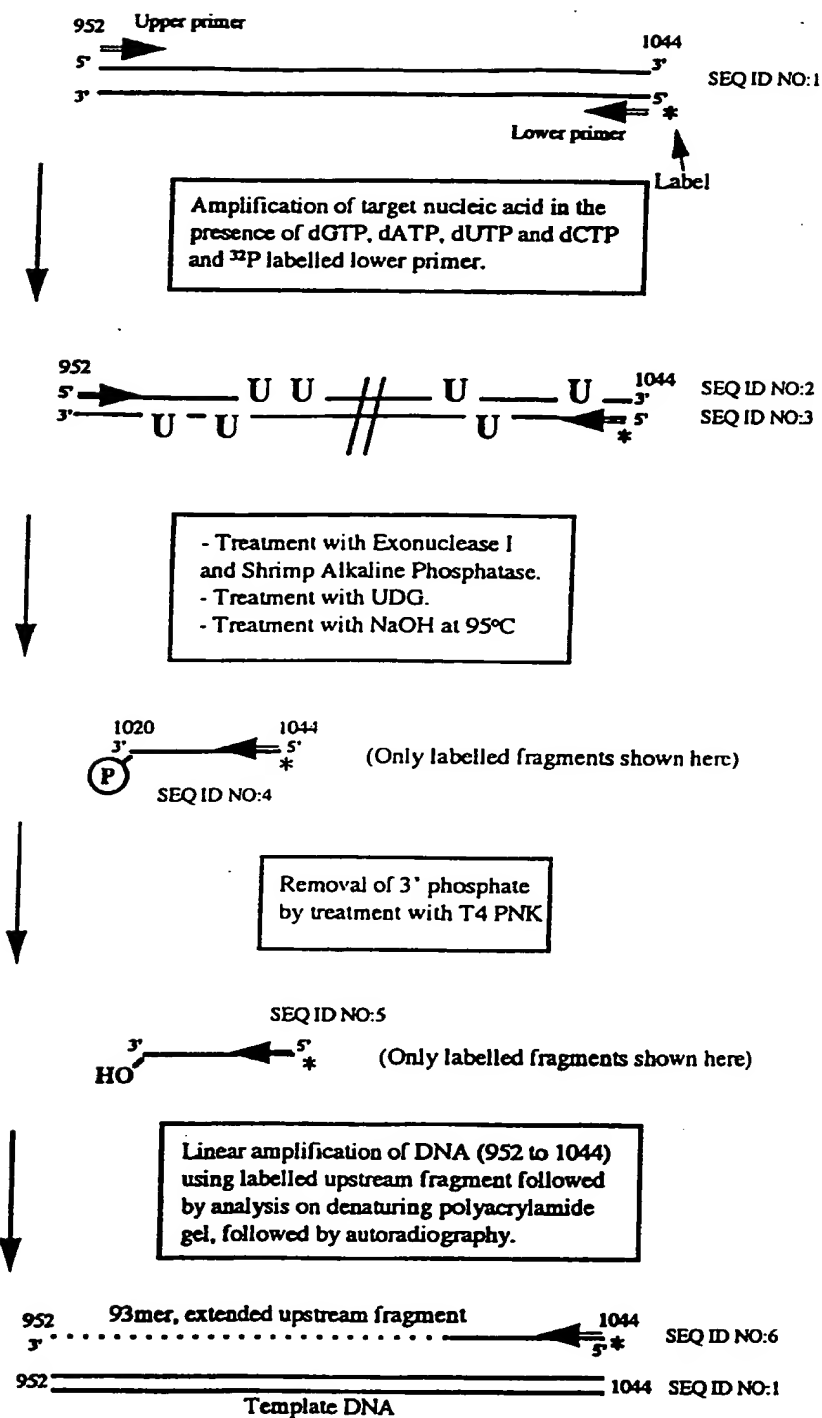 952 Upper primer
1044
5' 3'
SEQ ID NO:1
3' 5' *
Lower primer
Label
Amplification of target nucleic acid in the
presence of dGTP, dATP, dUTP and dCTP
and ³²P labelled lower primer.
952
U U U U 1044
5' 3' SEQ ID NO:2
3' U U U 5' SEQ ID NO:3
*
- Treatment with Exonuclease I
and Shrimp Alkaline Phosphatase.
- Treatment with UDG.
- Treatment with NaOH at 95°C
1020 1044
3' 5'
* (Only labelled fragments shown here)
P
SEQ ID NO:4
Removal of 3' phosphate
by treatment with T4 PNK
SEQ ID NO:5
3' 5'
* (Only labelled fragments shown here)
HO
Linear amplification of DNA (952 to 1044)
using labelled upstream fragment followed
by analysis on denaturing polyacrylamide
gel, followed by autoradiography.
952 93mer, extended upstream fragment 1044
3' 5' * SEQ ID NO:6
952 1044 SEQ ID NO:1
Template DNA